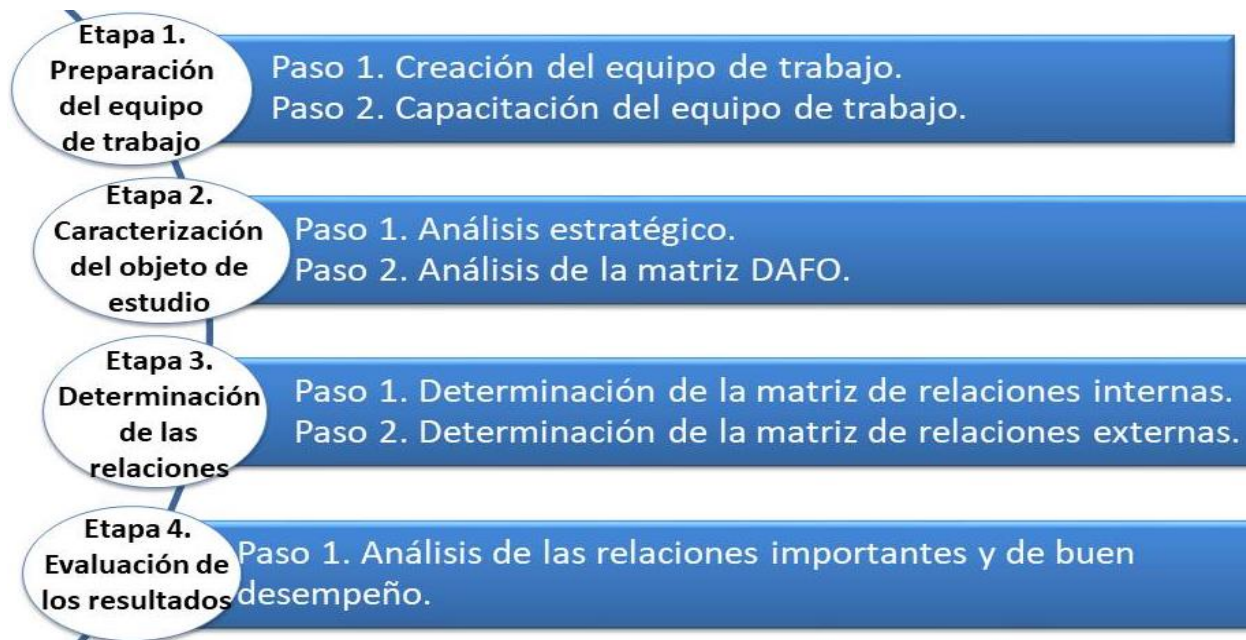 Etapa 1.
Preparación
del equipo
de trabajo
Paso 1. Creación del equipo de trabajo.
Paso 2. Capacitación del equipo de trabajo.
Etapa 2.
Caracterización
del objeto de
estudio
Paso 1. Análisis estratégico.
Paso 2. Análisis de la matriz DAFO.
Etapa 3.
Determinación
de las
relaciones
Paso 1. Determinación de la matriz de relaciones internas.
Paso 2. Determinación de la matriz de relaciones externas.
Etapa 4.
Evaluación de
los resultados
Paso 1. Análisis de las relaciones importantes y de buen
desempeño.